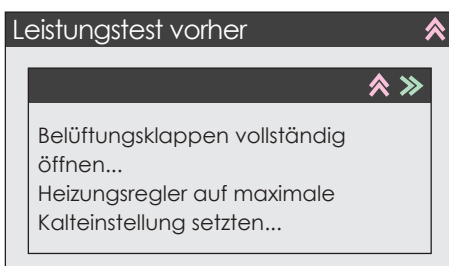 Leistungstest vorher
Belüftungsklappen vollständig
öffnen...
Heizungsregler auf maximale
Kalteinstellung setzten...